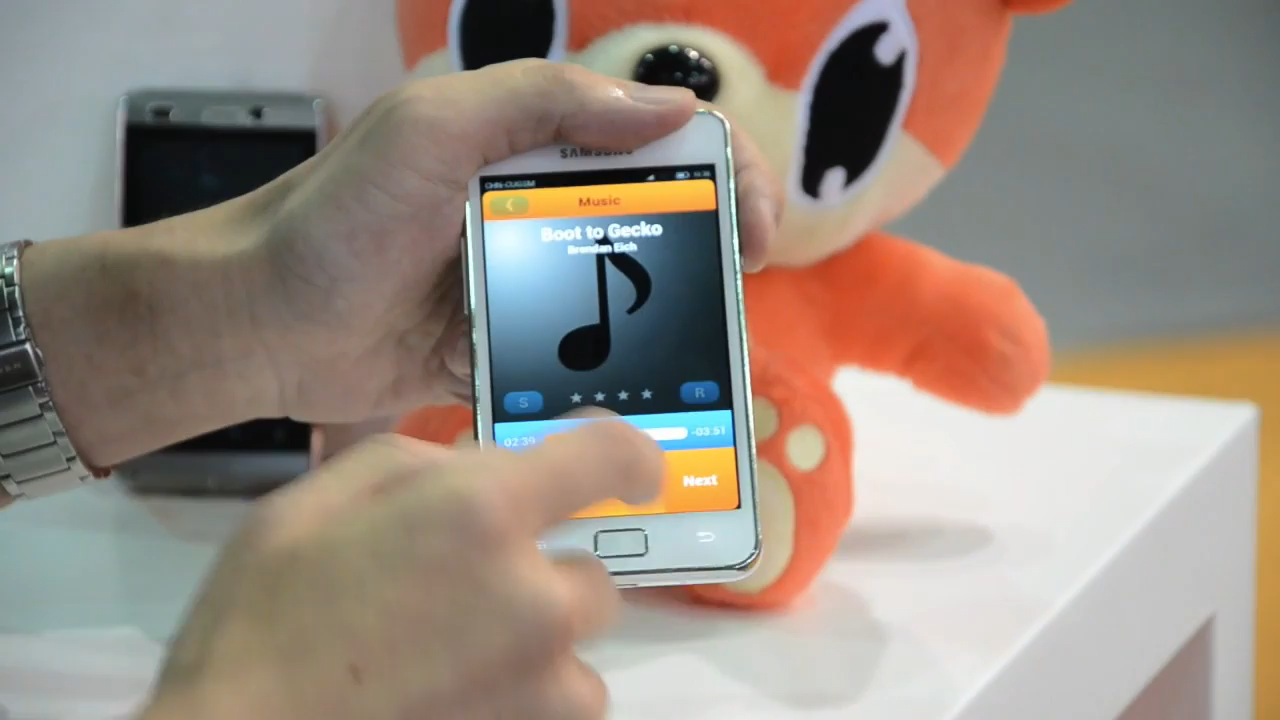 SAMSUNG
Music
Boot to Gecko
Brendan Eich
S
R
02:39
-03:51
Next